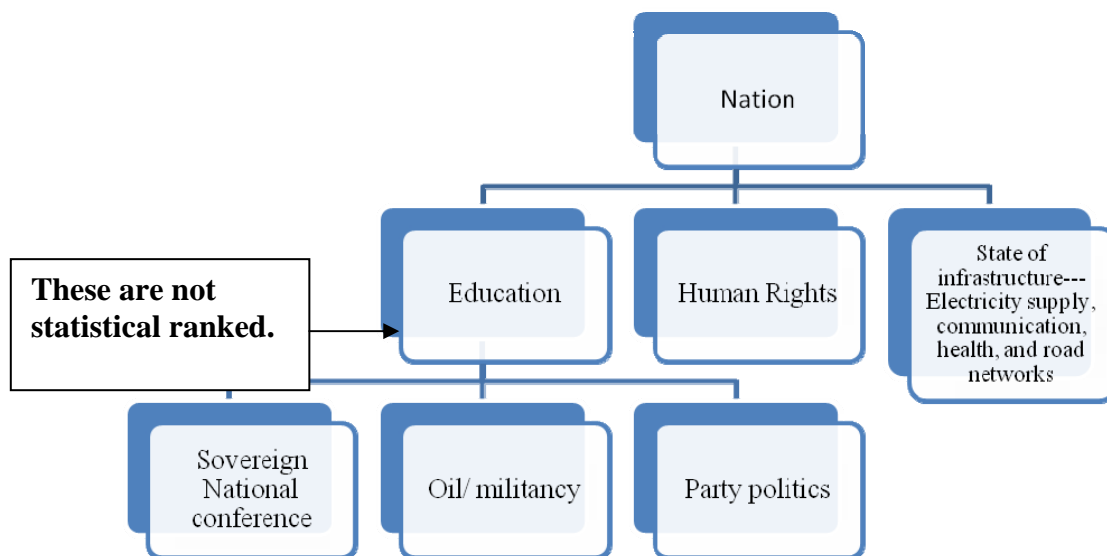 Nation
These are not
statistical ranked.
Education
Human Rights
State of
infrastructure---
Electricity supply,
communication,
health, and road
networks
Sovereign
National
conference
Oil/ militancy
Party politics